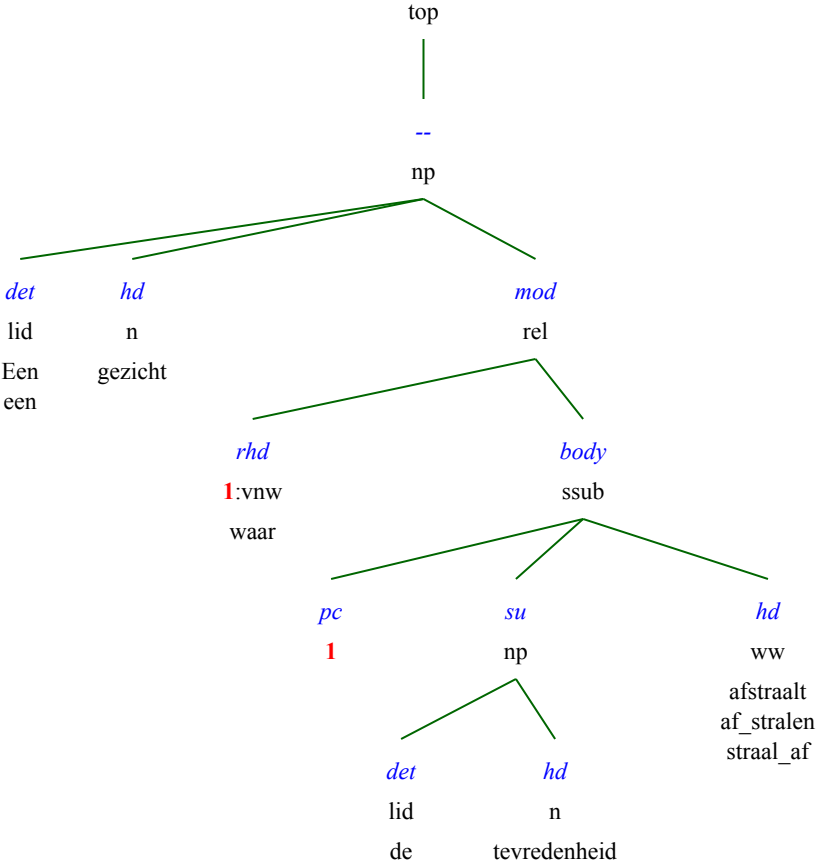 top
--
np
det hd mod
lid n rel
Een gezicht
een
rhd body
1:vnw ssub
waar
pc su hd
1 np ww
afstraalt
af_stralen
straal_af
det hd
lid n
de tevredenheid